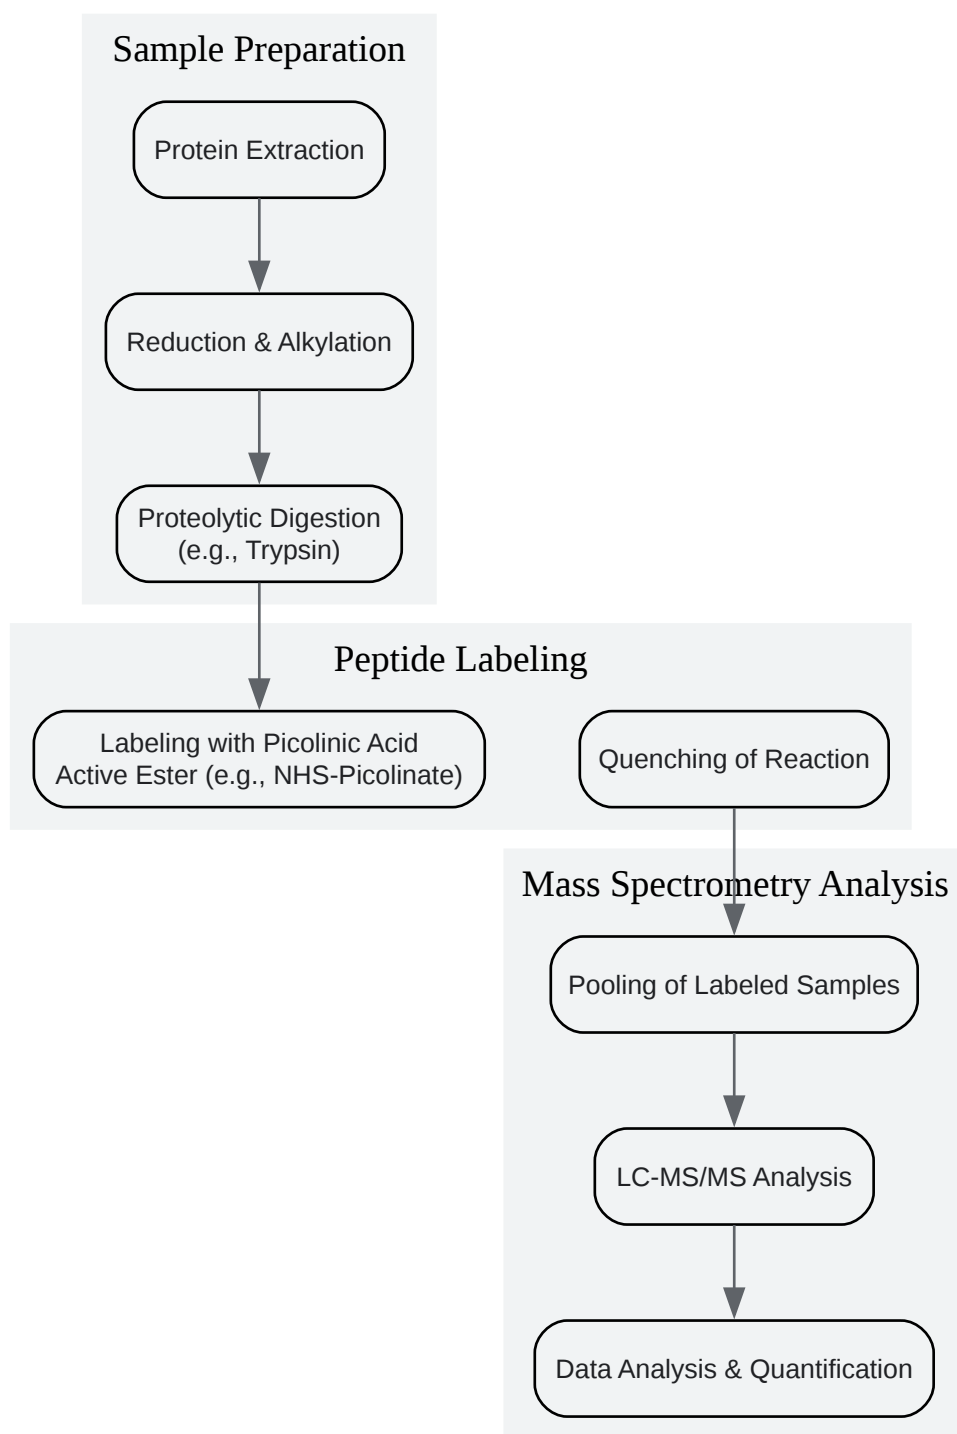 Sample Preparation
Protein Extraction
Reduction & Alkylation
Proteolytic Digestion
(e.g., Trypsin)
Peptide Labeling
Labeling with Picolinic Acid
Active Ester (e.g., NHS-Picolinate)
Quenching of Reaction
Mass Spectrometry Analysis
Pooling of Labeled Samples
LC-MS/MS Analysis
Data Analysis & Quantification